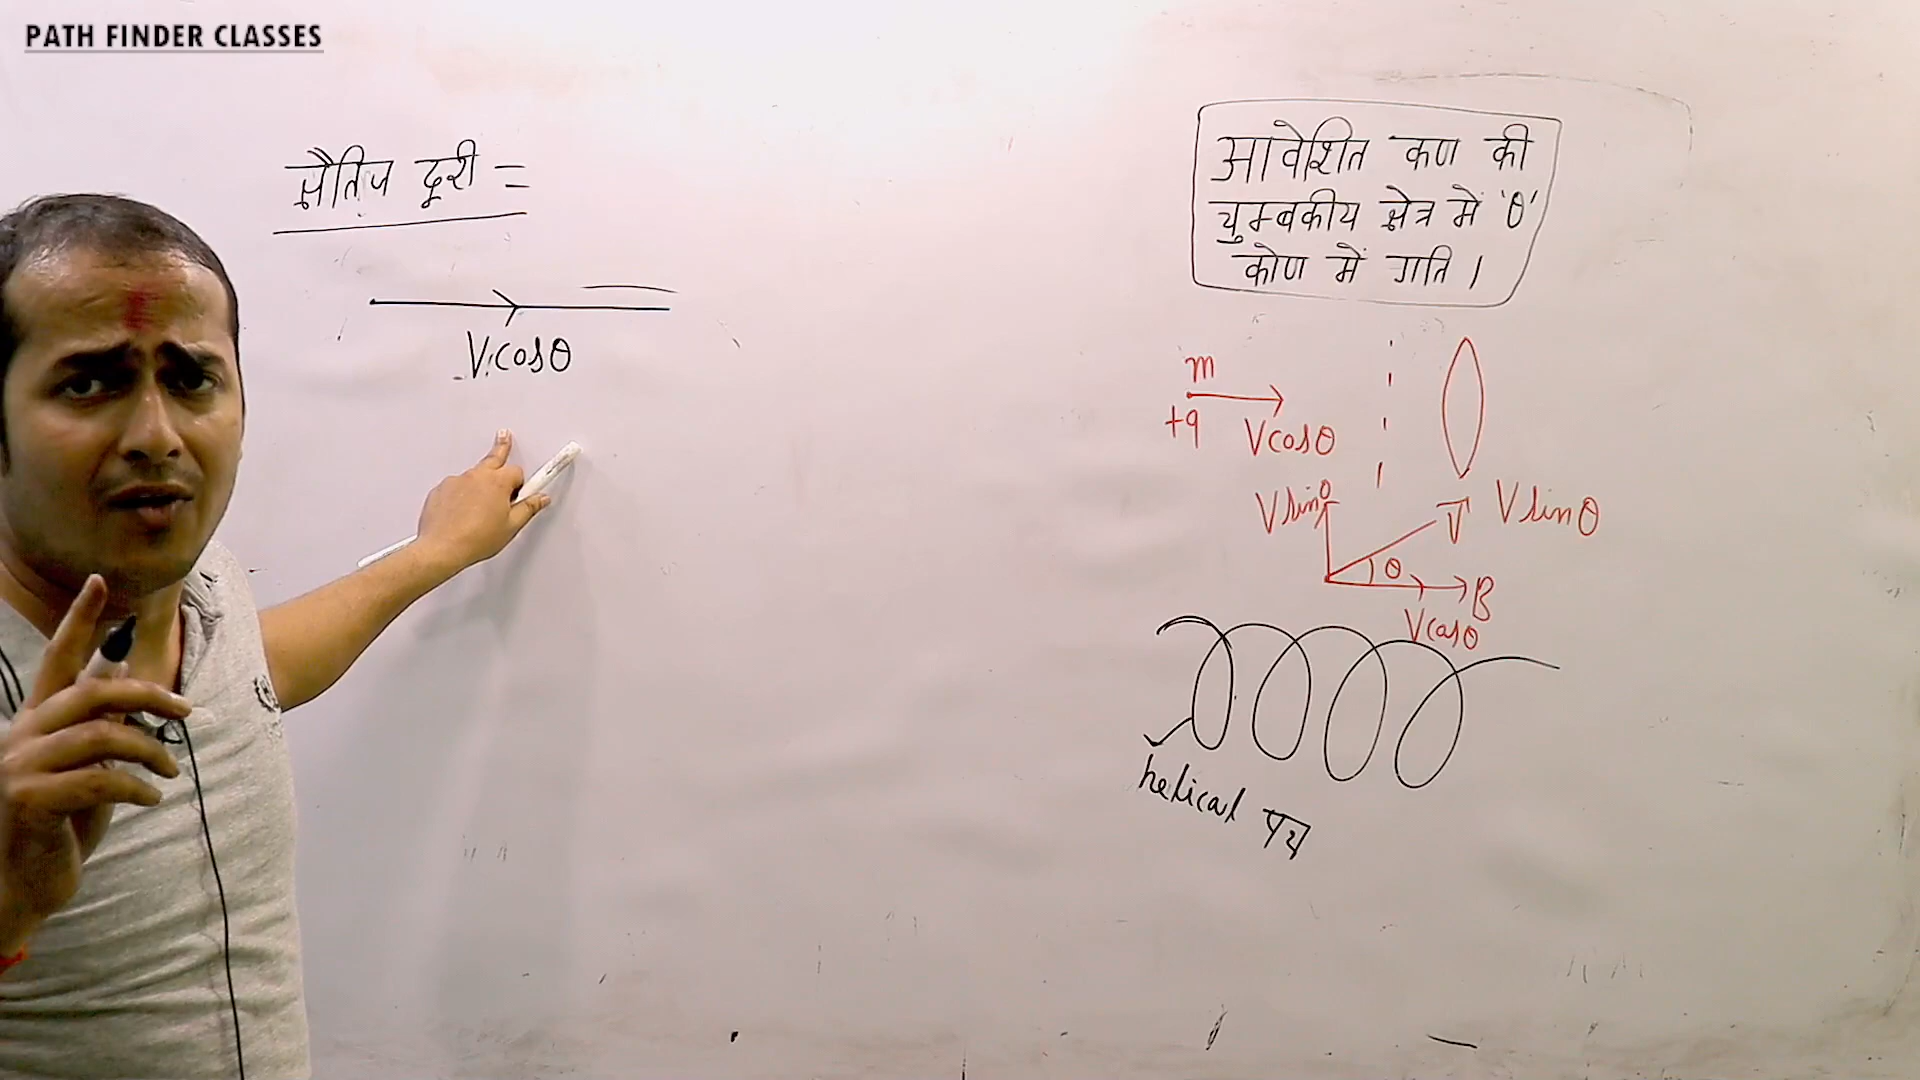 PATH FINDER CLASSES
क्षैतिज दूरी =
V.cosθ
आवेशित कण की
चुम्बकीय क्षेत्र में 'θ'
कोण में गति ।
m
+q
Vcosθ
Vsinθ
V
Vsinθ
θ
B
Vcosθ
helical पथ